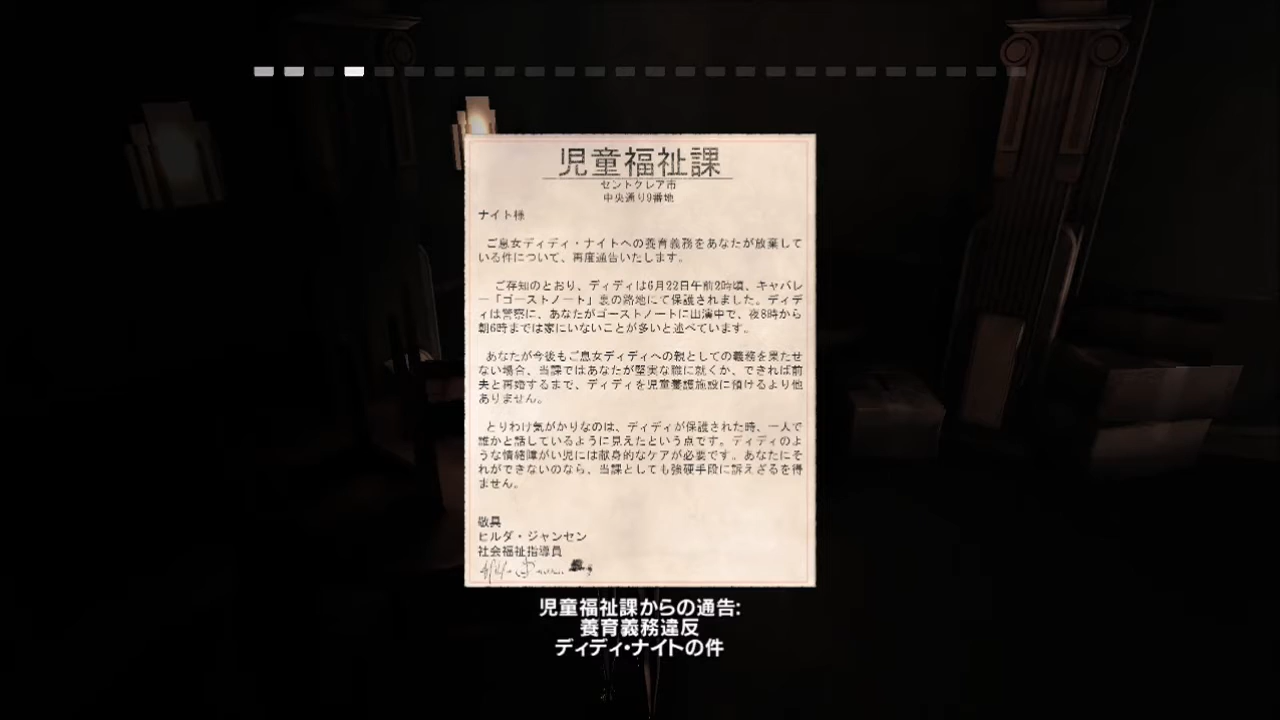 児童福祉課
セントクレア市
中央通り9番地
ナイト様
ご息女ディディ・ナイトへの養育義務をあなたが放棄して
いる件について、再度通告いたします。
ご存知のとおり、ディディは6月22日午前2時頃、キャバレ
ー「ゴーストノート」裏の路地にて保護されました。ディデ
ィは警察に、あなたがゴーストノートに出演中で、夜8時から
朝6時までは家にいないことが多いと述べています。
あなたが今後もご息女ディディへの親としての義務を果たせ
ない場合、当課ではあなたが堅実な職に就くか、できれば前
夫と再婚するまで、ディディを児童養護施設に預けるより他
ありません。
とりわけ気がかりなのは、ディディが保護された時、一人で
誰かと話しているように見えたという点です。ディディのよ
うな情緒障がい児には献身的なケアが必要です。あなたにそ
れができないのなら、当課としても強硬手段に訴えざるを得
ません。
敬具
ヒルダ・ジャンセン
社会福祉指導員
児童福祉課からの通告:
養育義務違反
ディディ・ナイトの件